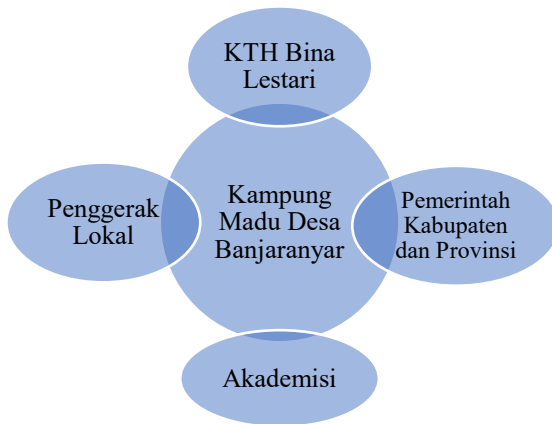 KTH Bina
Lestari
Penggerak
Lokal
Kampung
Madu Desa
Banjaranyar
Pemerintah
Kabupaten
dan Provinsi
Akademisi